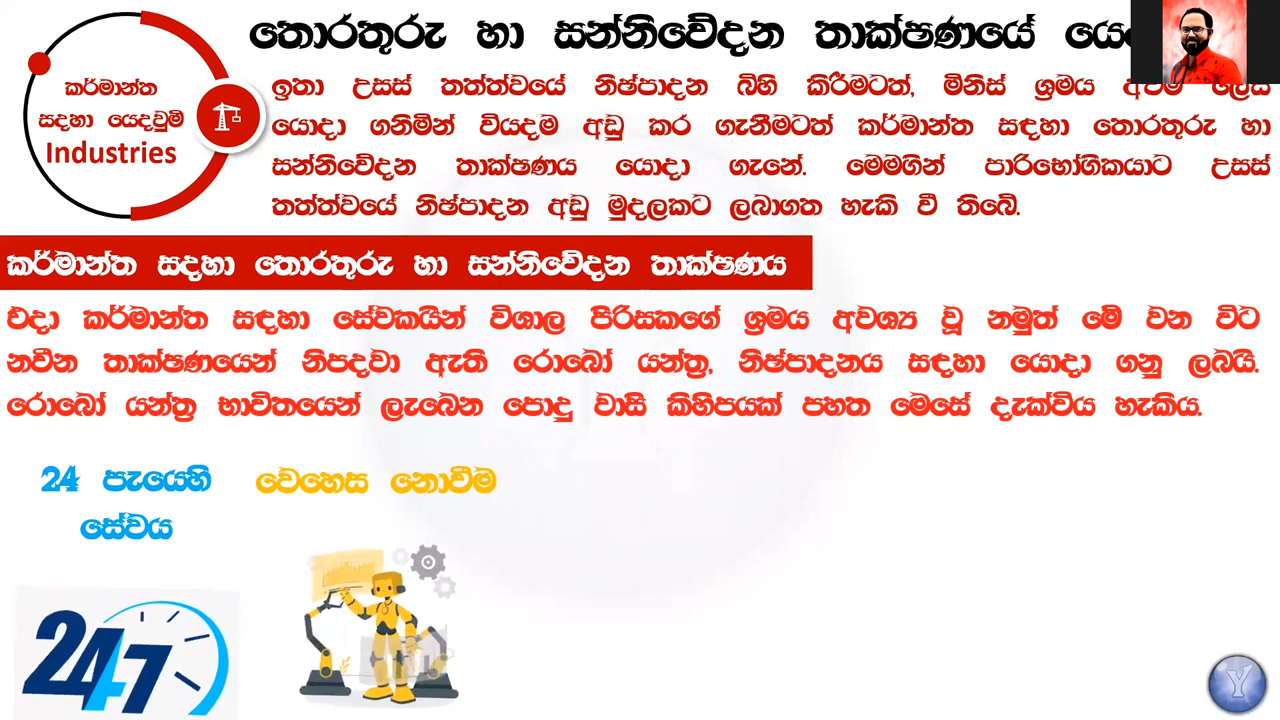 තොරතුරු හා සන්නිවේදන තාක්ෂණයේ
කර්මාන්ත
සඳහා යෙදවුම්
Industries
ඉතා උසස් තත්ත්වයේ නිෂ්පාදන බිහි කිරීමටත්, මිනිස් ශ්‍රමය
යොදා ගනිමින් වියදම අඩු කර ගැනීමටත් කර්මාන්ත සඳහා තොරතුරු හා
සන්නිවේදන තාක්ෂණය යොදා ගැනේ. මෙමගින් පාරිභෝගිකයාට උසස්
තත්ත්වයේ නිෂ්පාදන අඩු මුදලකට ලබාගත හැකි වී තිබේ.
කර්මාන්ත සදහා තොරතුරු හා සන්නිවේදන තාක්ෂණය
එදා කර්මාන්ත සඳහා සේවකයින් විශාල පිරිසකගේ ශ්‍රමය අවශ්‍ය වූ නමුත් මේ වන විට
නවීන තාක්ෂණයෙන් නිපදවා ඇති රොබෝ යන්ත්‍ර, නිෂ්පාදනය සඳහා යොදා ගනු ලබයි.
රොබෝ යන්ත්‍ර භාවිතයෙන් ලැබෙන පොදු වාසි කිහිපයක් පහත මෙසේ දැක්විය හැකිය.
24 පැයෙහි
සේවය
වෙහෙස නොවීම
24/7
Y